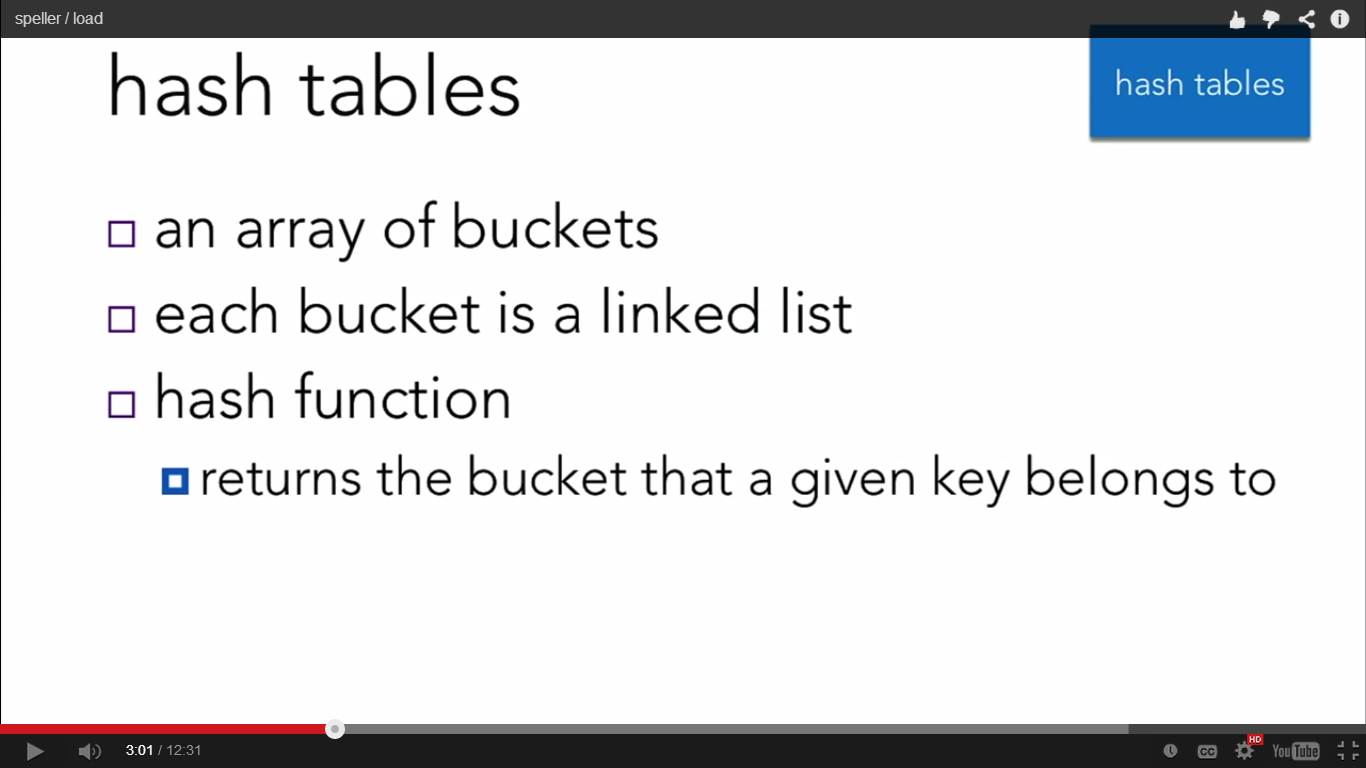 speller / load
hash tables
hash tables
an array of buckets
each bucket is a linked list
hash function
returns the bucket that a given key belongs to
3:01 / 12:31
CC
HD
YouTube